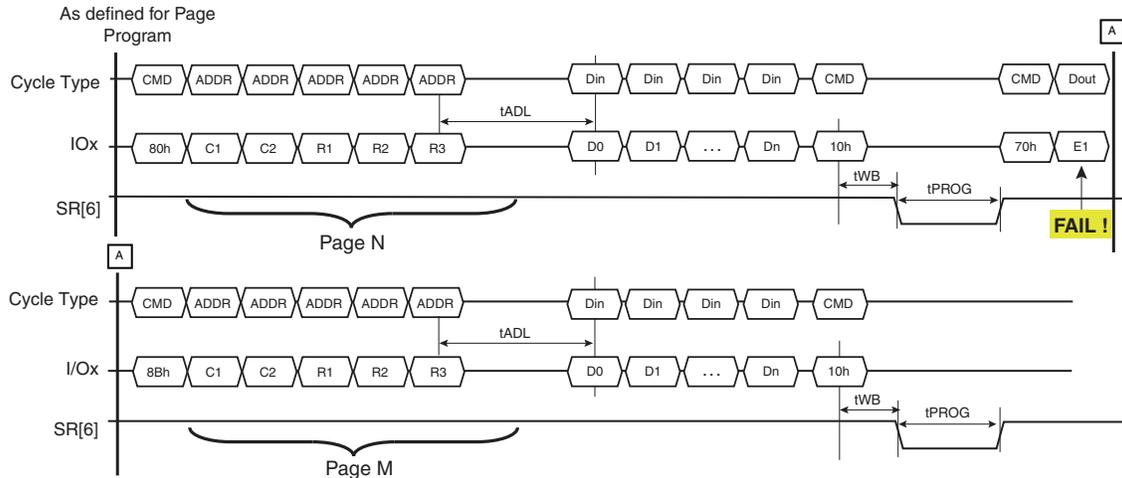 As defined for Page
Program
A
Cycle Type CMD ADDR ADDR ADDR ADDR ADDR Din Din Din Din CMD CMD Dout
tADL
IOx 80h C1 C2 R1 R2 R3 D0 D1 ... Dn 10h 70h E1
tWB tPROG
SR[6]
FAIL !
Page N
A
Cycle Type CMD ADDR ADDR ADDR ADDR ADDR Din Din Din Din CMD
tADL
I/Ox 8Bh C1 C2 R1 R2 R3 D0 D1 ... Dn 10h
tWB tPROG
SR[6]
Page M